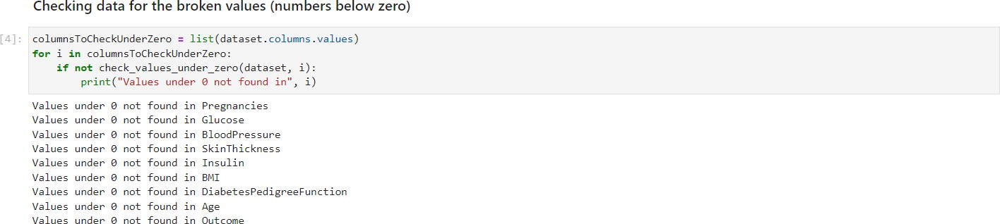 Checking data for the broken values (numbers below zero)
[4]:
columnsToCheckUnderZero = list(dataset.columns.values)
for i in columnsToCheckUnderZero:
    if not check_values_under_zero(dataset, i):
        print("Values under 0 not found in", i)
Values under 0 not found in Pregnancies
Values under 0 not found in Glucose
Values under 0 not found in BloodPressure
Values under 0 not found in SkinThickness
Values under 0 not found in Insulin
Values under 0 not found in BMI
Values under 0 not found in DiabetesPedigreeFunction
Values under 0 not found in Age
Values under 0 not found in Outcome